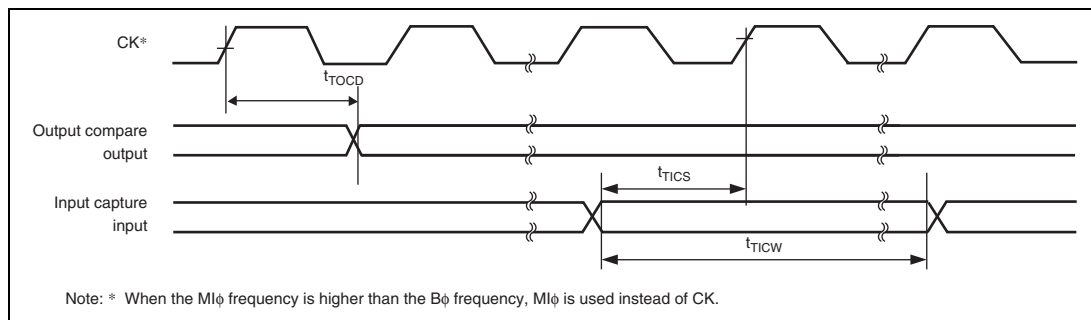 CK*
tTOCD
Output compare
output
tTICS
Input capture
input
tTICW
Note: * When the MIϕ frequency is higher than the Bϕ frequency, MIϕ is used instead of CK.